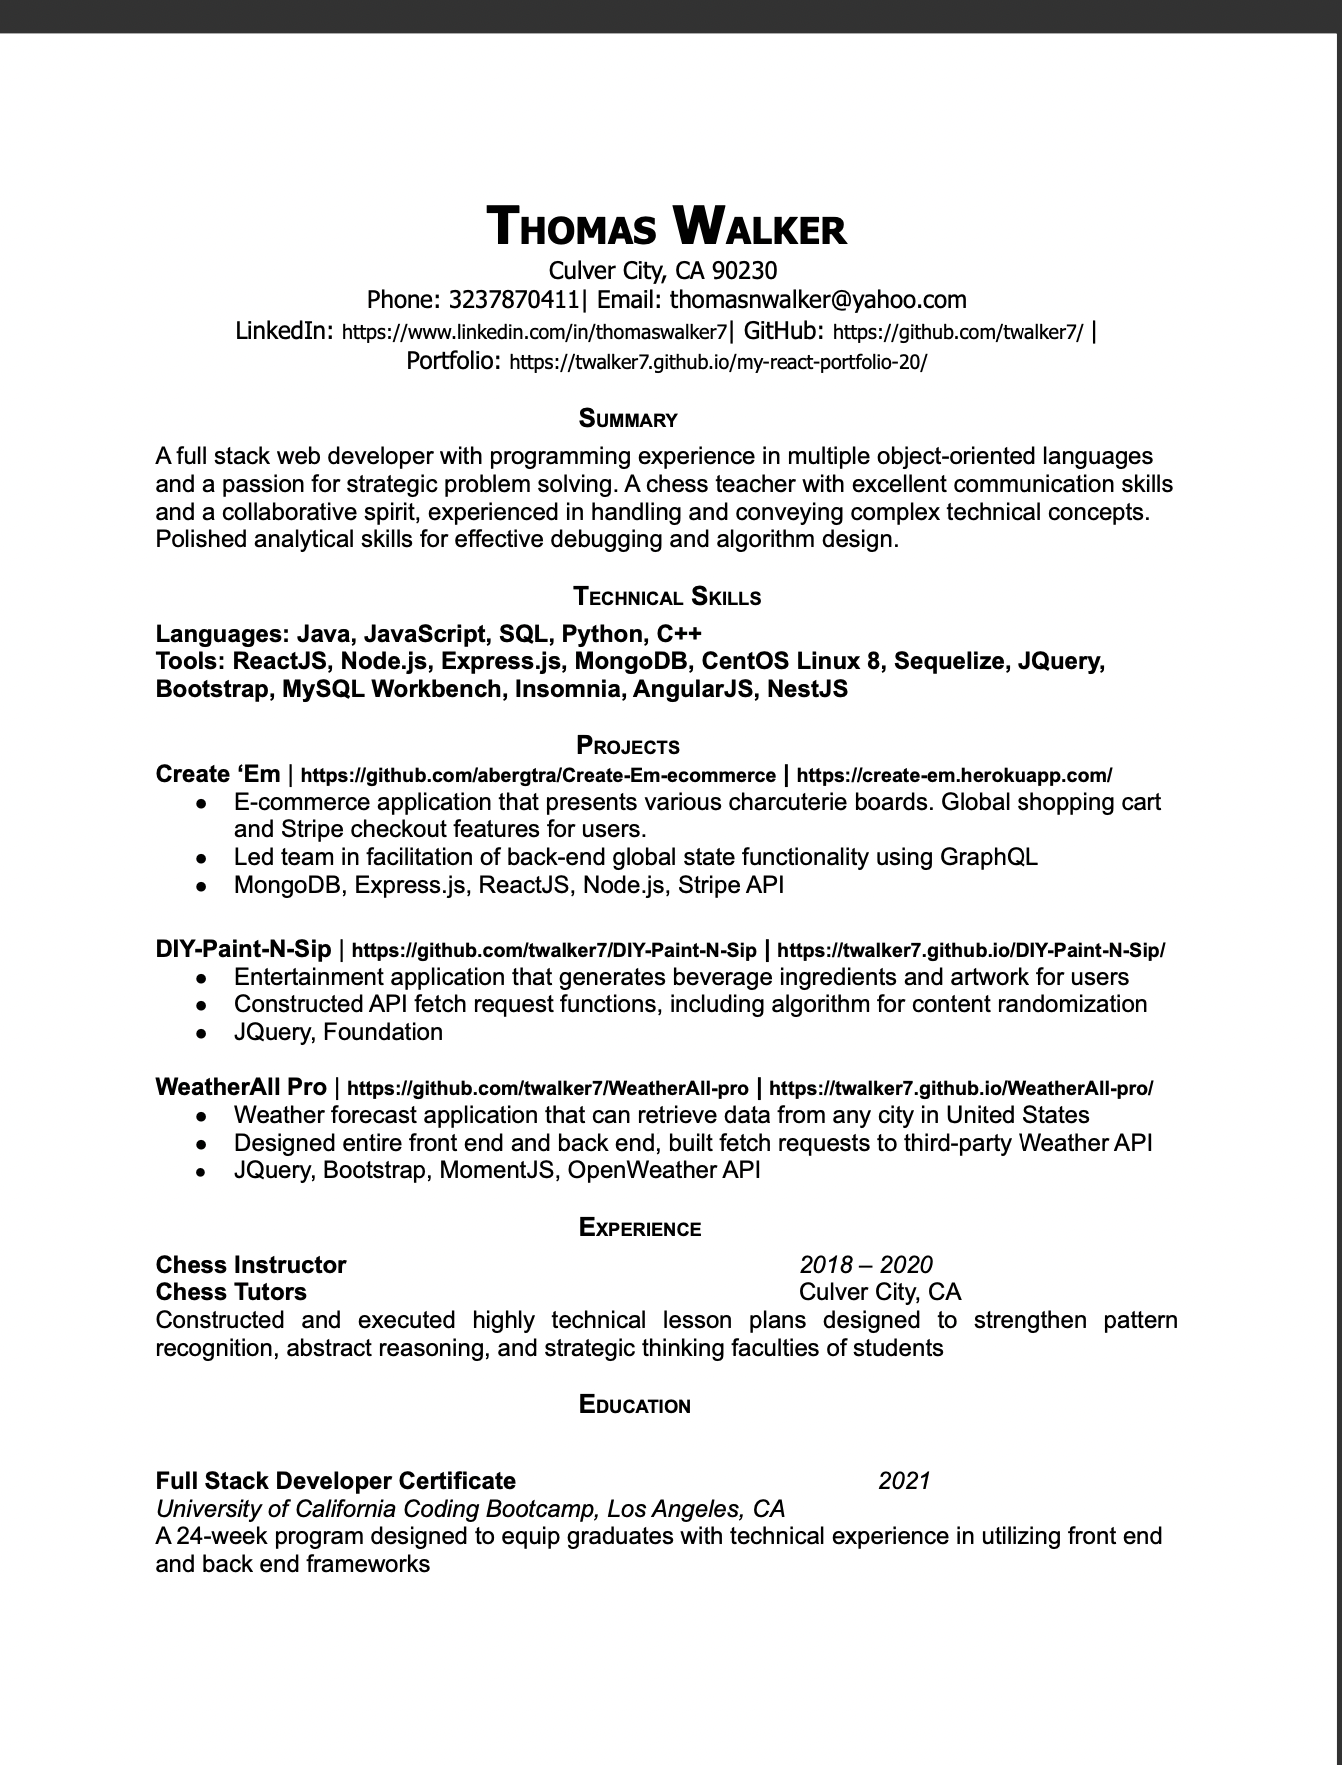 Thomas Walker
Culver City, CA 90230
Phone: 3237870411| Email: thomasnwalker@yahoo.com
LinkedIn: https://www.linkedin.com/in/thomaswalker7| GitHub: https://github.com/twalker7/ |
Portfolio: https://twalker7.github.io/my-react-portfolio-20/
Summary
A full stack web developer with programming experience in multiple object-oriented languages
and a passion for strategic problem solving. A chess teacher with excellent communication skills
and a collaborative spirit, experienced in handling and conveying complex technical concepts.
Polished analytical skills for effective debugging and algorithm design.
Technical Skills
Languages: Java, JavaScript, SQL, Python, C++
Tools: ReactJS, Node.js, Express.js, MongoDB, CentOS Linux 8, Sequelize, JQuery,
Bootstrap, MySQL Workbench, Insomnia, AngularJS, NestJS
Projects
Create ‘Em | https://github.com/abergtra/Create-Em-ecommerce | https://create-em.herokuapp.com/
● E-commerce application that presents various charcuterie boards. Global shopping cart
and Stripe checkout features for users.
● Led team in facilitation of back-end global state functionality using GraphQL
● MongoDB, Express.js, ReactJS, Node.js, Stripe API
DIY-Paint-N-Sip | https://github.com/twalker7/DIY-Paint-N-Sip | https://twalker7.github.io/DIY-Paint-N-Sip/
● Entertainment application that generates beverage ingredients and artwork for users
● Constructed API fetch request functions, including algorithm for content randomization
● JQuery, Foundation
WeatherAll Pro | https://github.com/twalker7/WeatherAll-pro | https://twalker7.github.io/WeatherAll-pro/
● Weather forecast application that can retrieve data from any city in United States
● Designed entire front end and back end, built fetch requests to third-party Weather API
● JQuery, Bootstrap, MomentJS, OpenWeather API
Experience
Chess Instructor 2018 – 2020
Chess Tutors Culver City, CA
Constructed and executed highly technical lesson plans designed to strengthen pattern
recognition, abstract reasoning, and strategic thinking faculties of students
Education
Full Stack Developer Certificate 2021
University of California Coding Bootcamp, Los Angeles, CA
A 24-week program designed to equip graduates with technical experience in utilizing front end
and back end frameworks